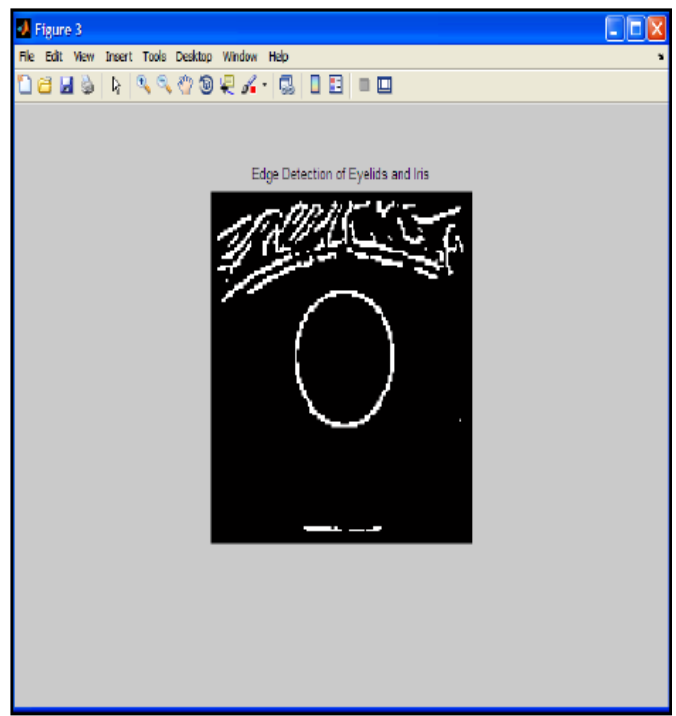 Figure 3
File Edit View Insert Tools Desktop Window Help
Edge Detection of Eyelids and Iris